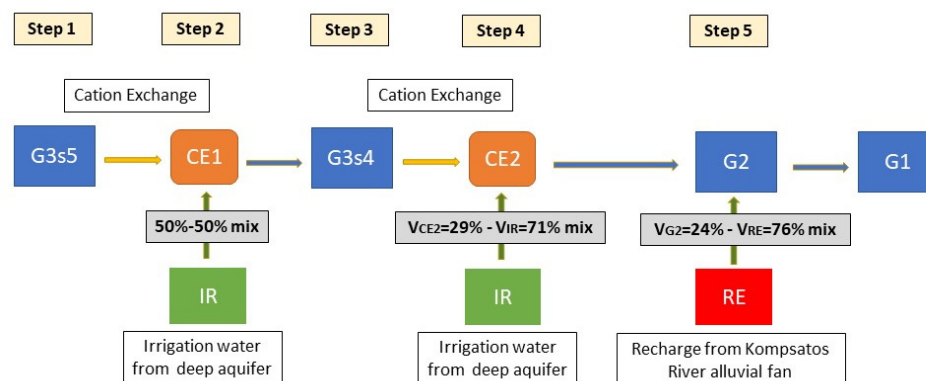 Step 1
Step 2
Step 3
Step 4
Step 5
Cation Exchange
Cation Exchange
G3s5
CE1
G3s4
CE2
G2
G1
50%-50% mix
VCE2=29% - VIR=71% mix
VG2=24% - VRE=76% mix
IR
IR
RE
Irrigation water
from deep aquifer
Irrigation water
from deep aquifer
Recharge from Kompsatos
River alluvial fan